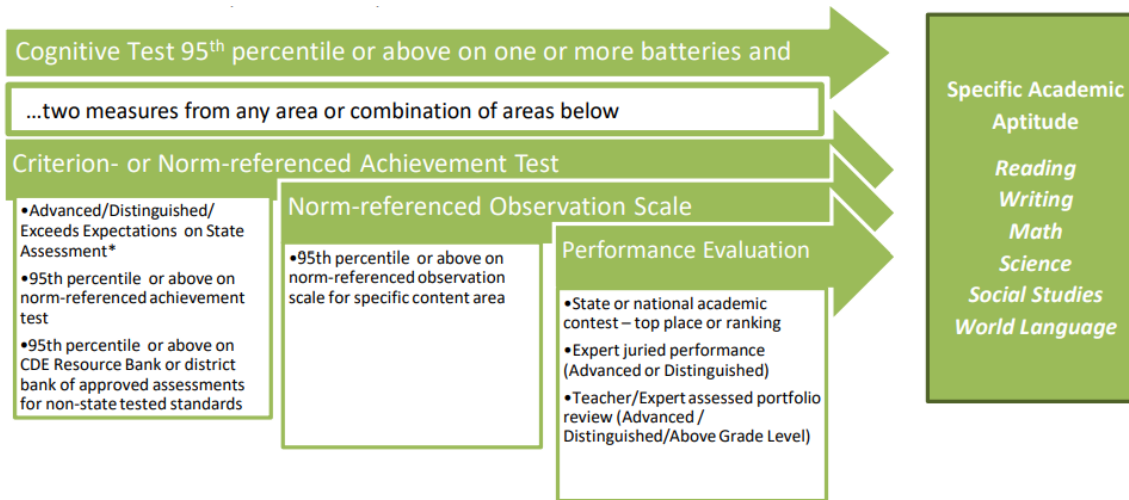 Cognitive Test 95th percentile or above on one or more batteries and
…two measures from any area or combination of areas below
Criterion- or Norm-referenced Achievement Test
•Advanced/Distinguished/
Exceeds Expectations on State
Assessment*
•95th percentile or above on
norm-referenced achievement
test
•95th percentile or above on
CDE Resource Bank or district
bank of approved assessments
for non-state tested standards
Norm-referenced Observation Scale
•95th percentile or above on
norm-referenced observation
scale for specific content area
Performance Evaluation
•State or national academic
contest – top place or ranking
•Expert juried performance
(Advanced or Distinguished)
•Teacher/Expert assessed portfolio
review (Advanced /
Distinguished/Above Grade Level)
Specific Academic
Aptitude
Reading
Writing
Math
Science
Social Studies
World Language